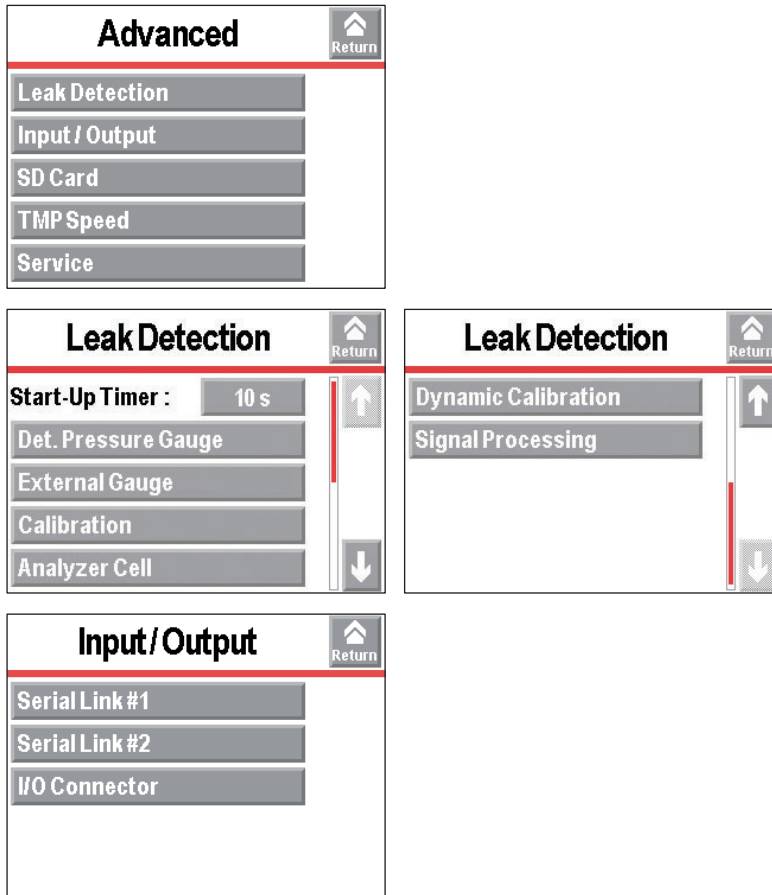 Advanced
Return
Leak Detection
Input / Output
SD Card
TMP Speed
Service
Leak Detection
Return
Start-Up Timer : 10 s
Det. Pressure Gauge
External Gauge
Calibration
Analyzer Cell
Leak Detection
Return
Dynamic Calibration
Signal Processing
Input / Output
Return
Serial Link #1
Serial Link #2
I/O Connector